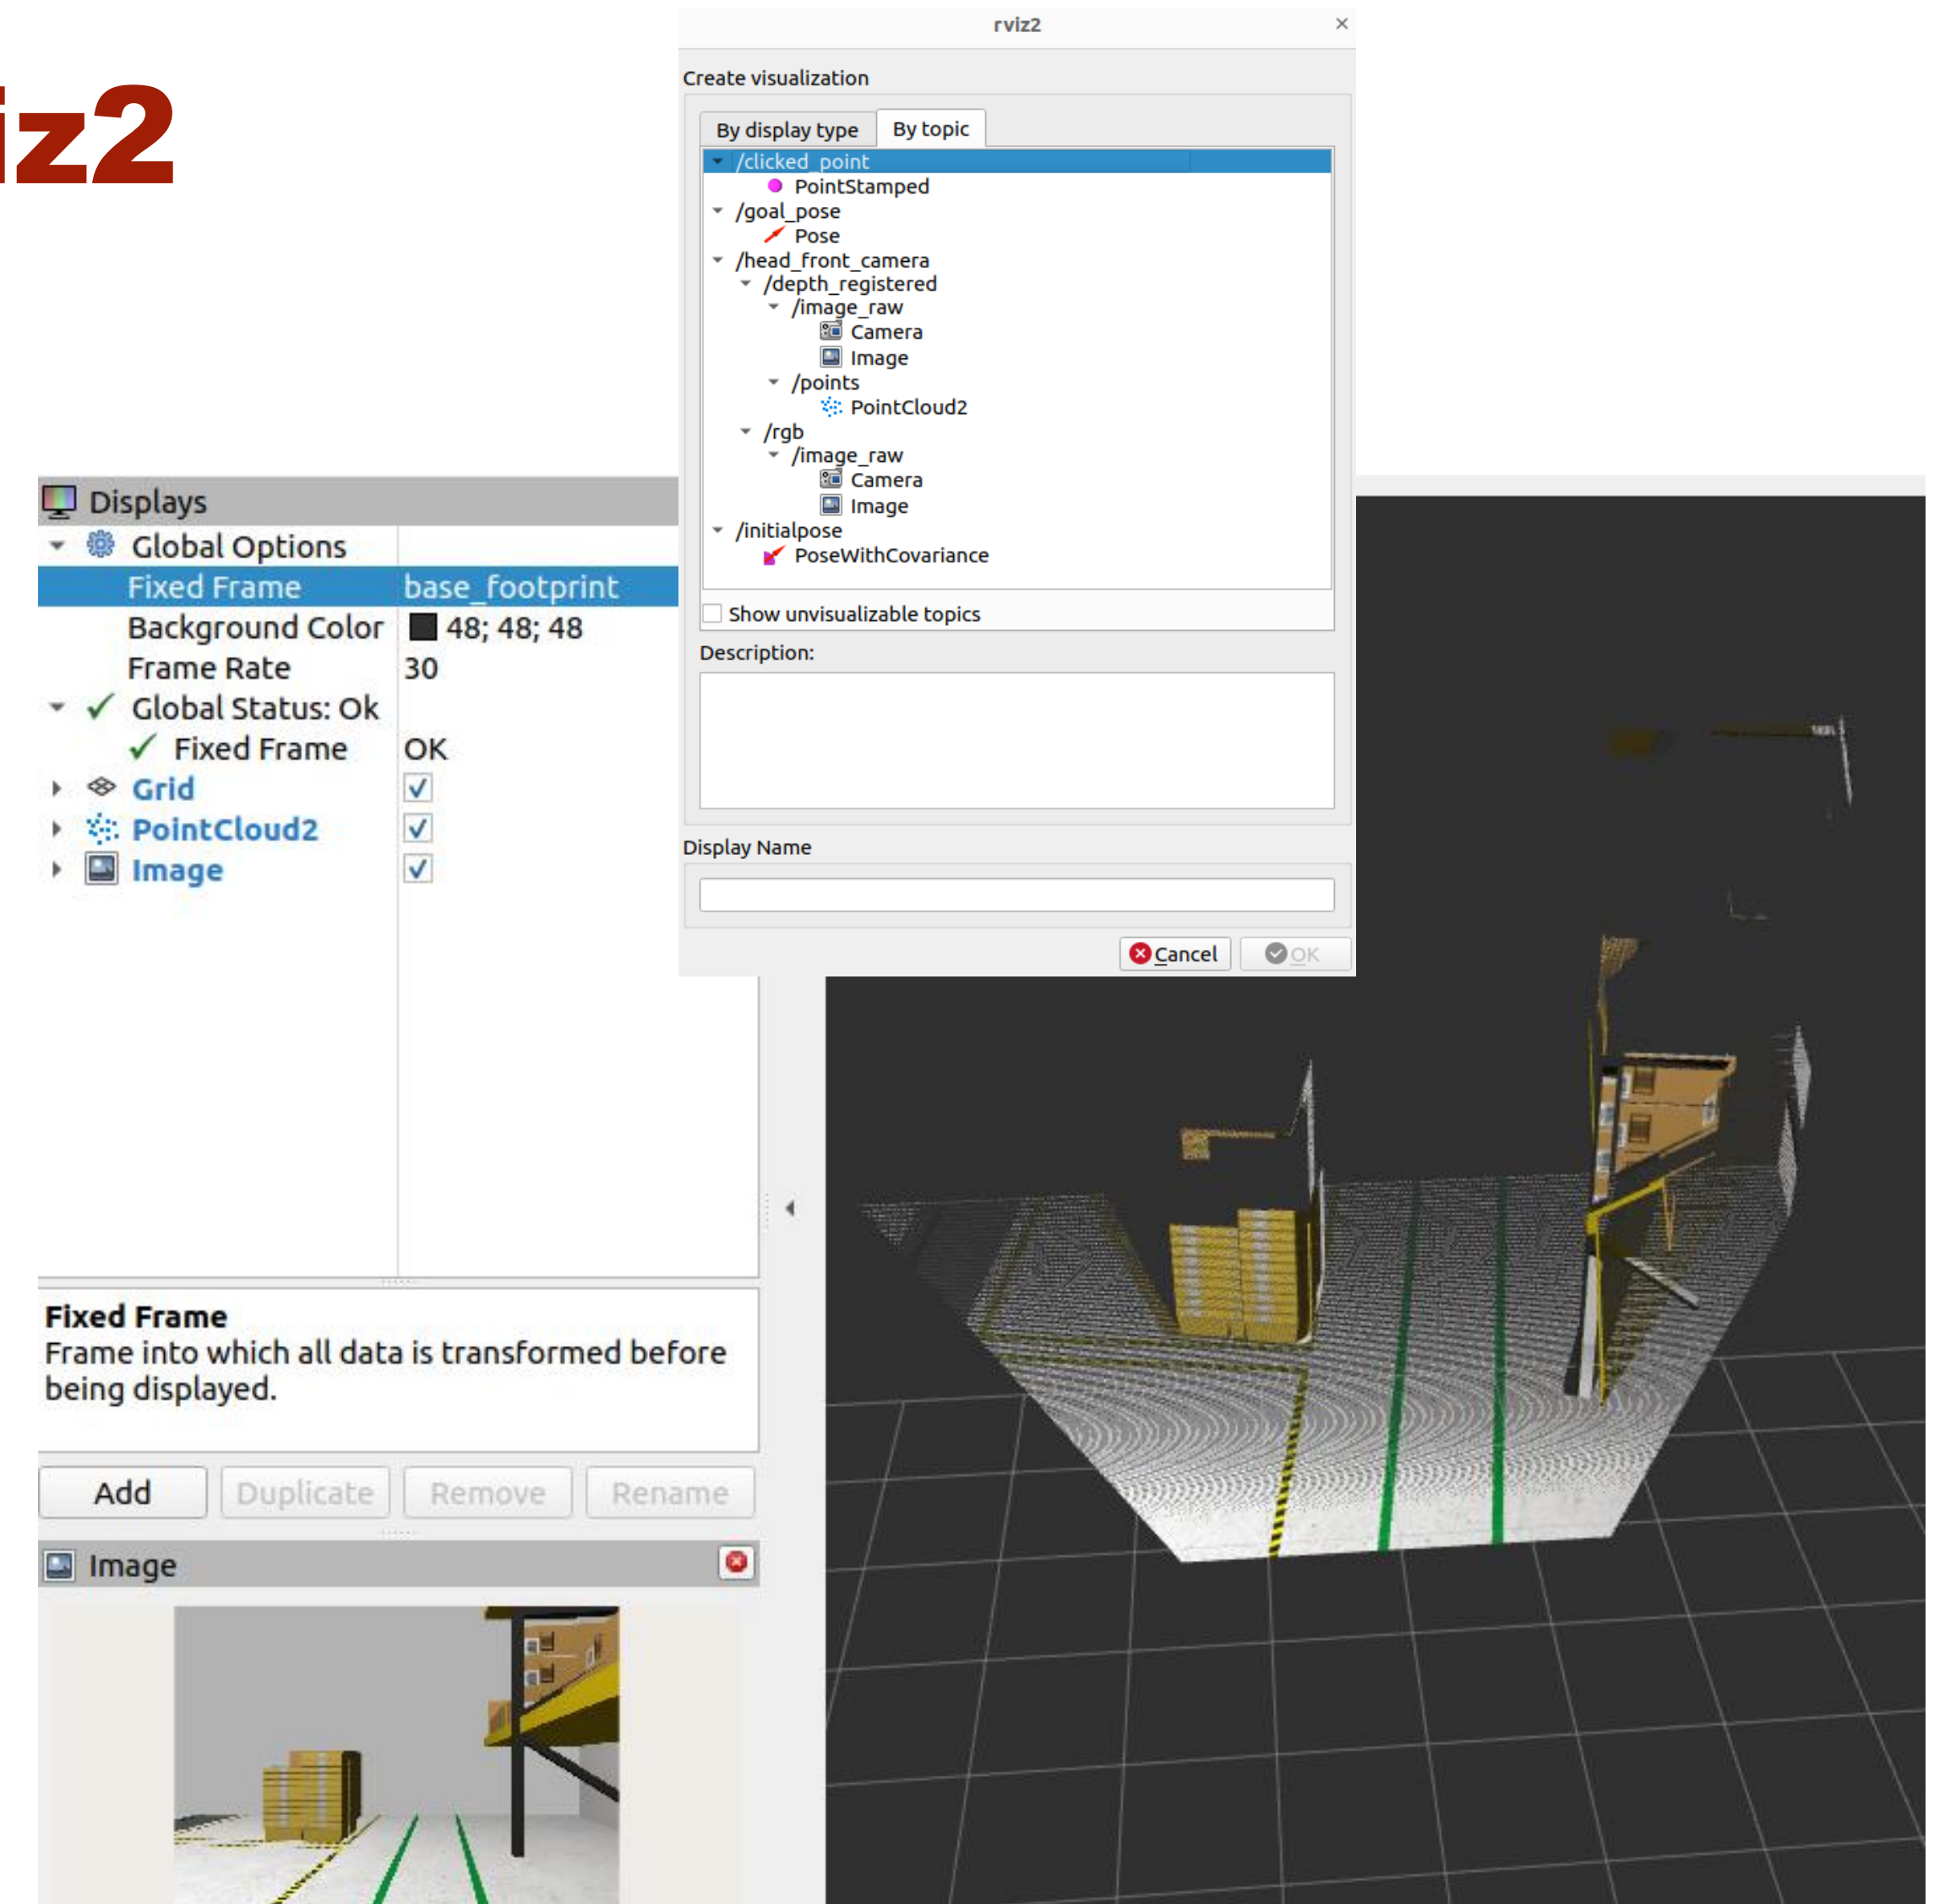 iz2
rviz2
Create visualization
By display type By topic
/clicked_point
PointStamped
/goal_pose
Pose
/head_front_camera
/depth_registered
/image_raw
Camera
Image
/points
PointCloud2
/rgb
/image_raw
Camera
Image
/initialpose
PoseWithCovariance
Show unvisualizable topics
Description:
Display Name
Cancel OK
Displays
Global Options
Fixed Frame base_footprint
Background Color 48; 48; 48
Frame Rate 30
Global Status: Ok
Fixed Frame OK
Grid
PointCloud2
Image
Fixed Frame
Frame into which all data is transformed before
being displayed.
Add Duplicate Remove Rename
Image